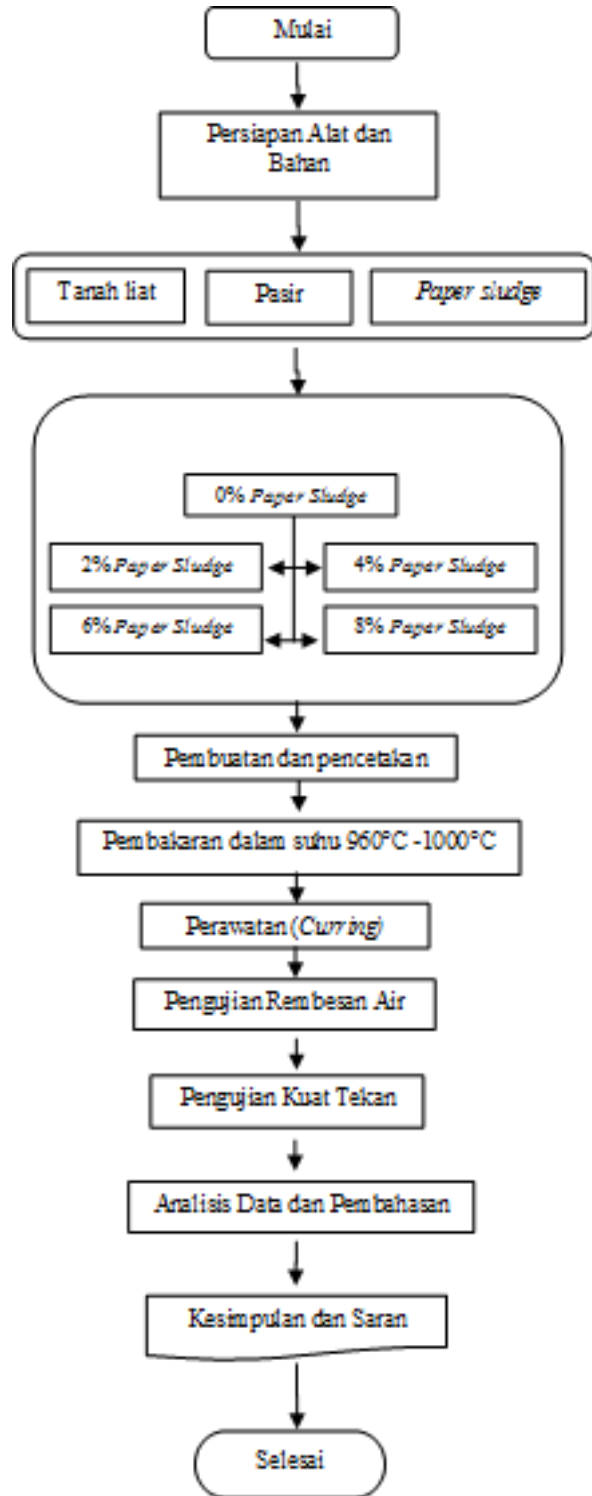 Mulai
Persiapan Alat dan
Bahan
Tanah liat
Pasir
Paper sludge
0% Paper Sludge
2% Paper Sludge
4% Paper Sludge
6% Paper Sludge
8% Paper Sludge
Pembuatan dan pencetakan
Pembakaran dalam suhu 960°C -1000°C
Perawatan (Curring)
Pengujian Rembesan Air
Pengujian Kuat Tekan
Analisis Data dan Pembahasan
Kesimpulan dan Saran
Selesai